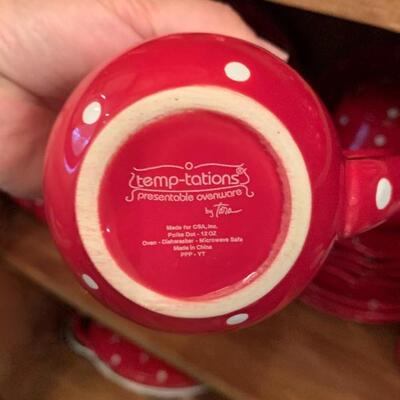 temp-tations®
presentable ovenware
by Tara
Made for CSA, Inc.
Polka Dot - 12 OZ
Oven - Dishwasher - Microwave Safe
Made in China
PPP - YT